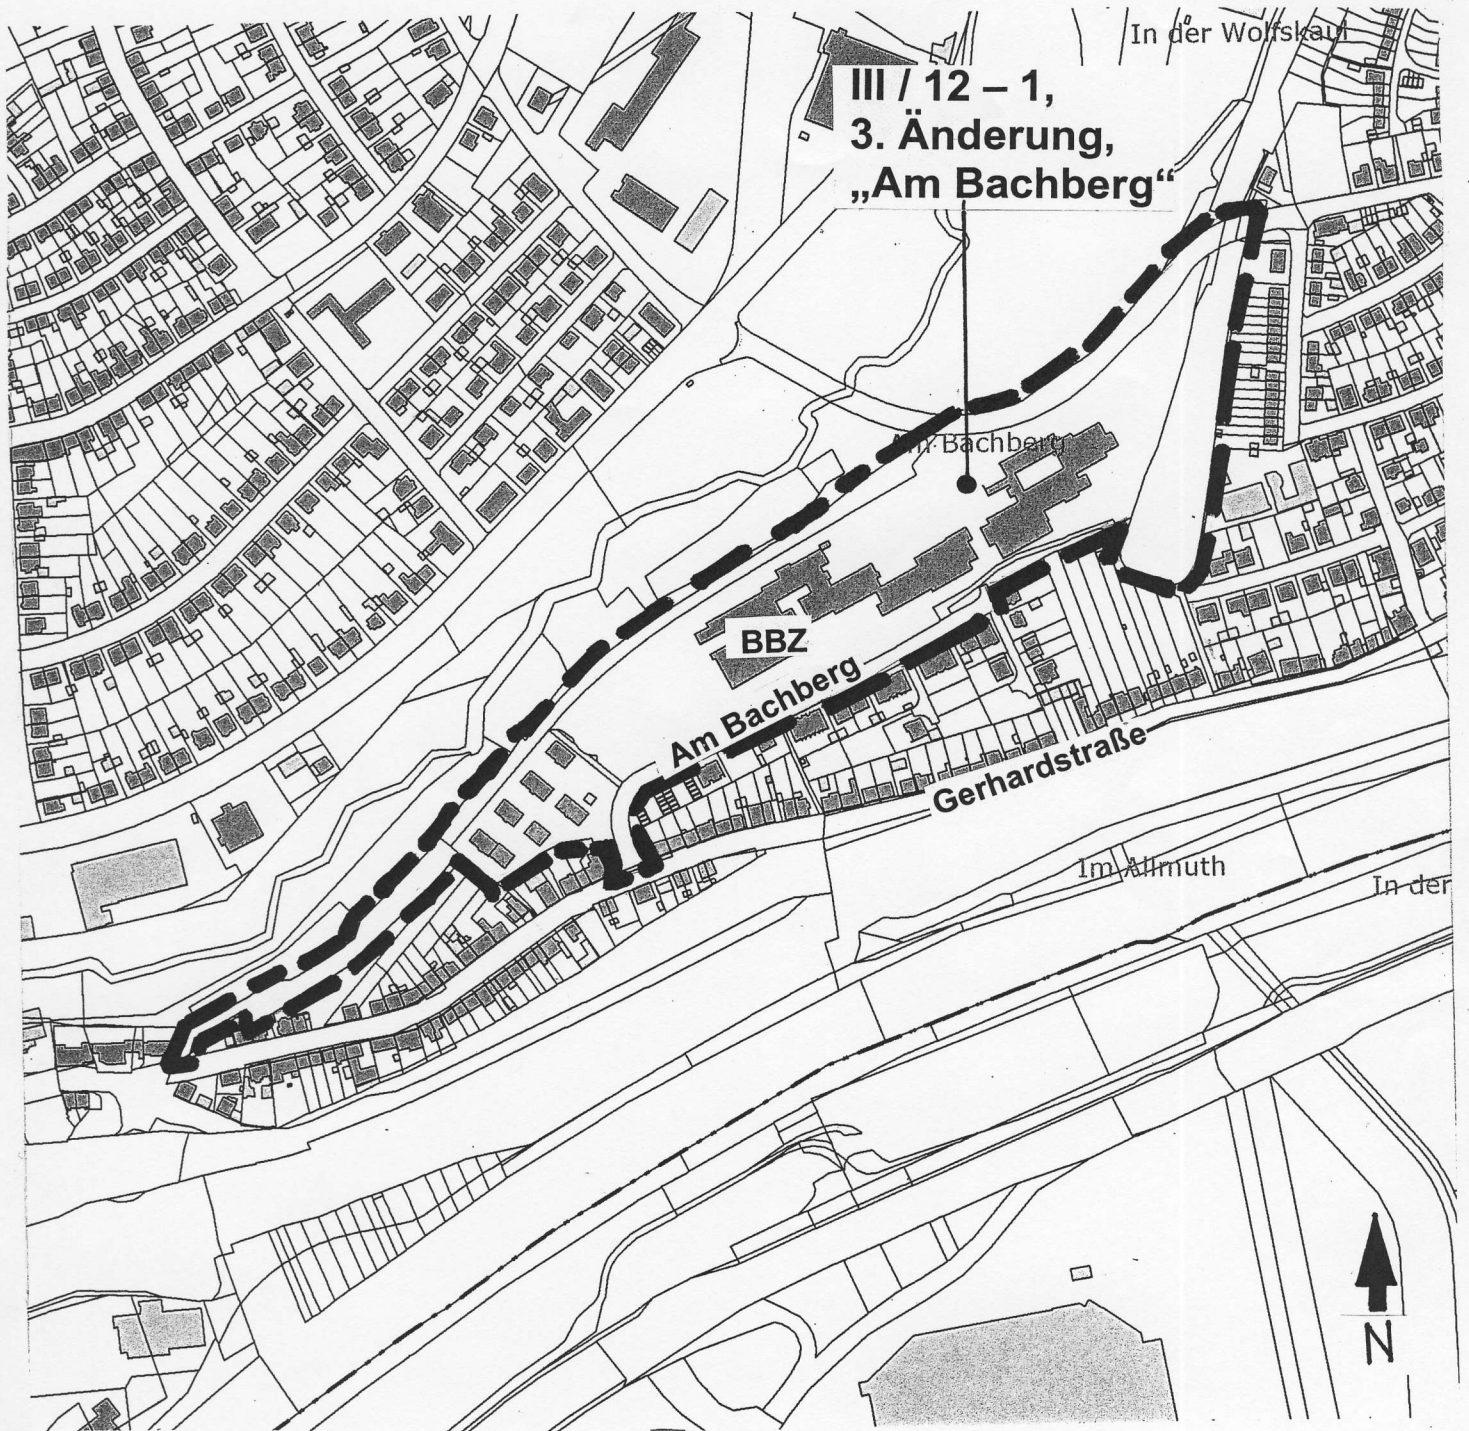 In der Wolfskaul
III / 12 – 1,
3. Änderung,
„Am Bachberg“
Am Bachberg
BBZ
Am Bachberg
Gerhardstraße
Im Allmuth
In der
N